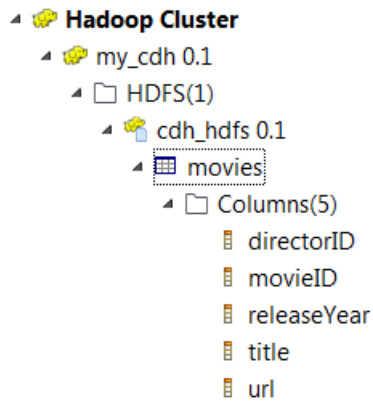 Hadoop Cluster
my_cdh 0.1
HDFS(1)
cdh_hdfs 0.1
movies
Columns(5)
directorID
movieID
releaseYear
title
url